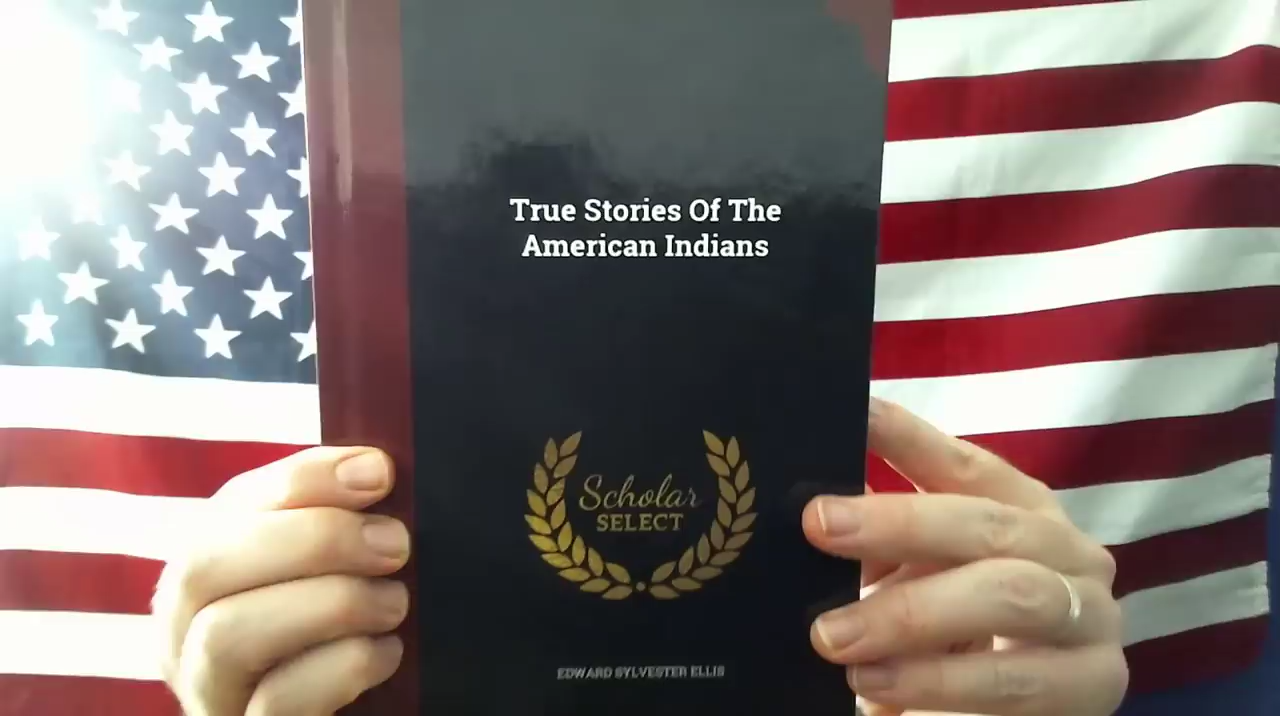 True Stories Of The
American Indians
Scholar
SELECT
EDWARD SYLVESTER ELLIS